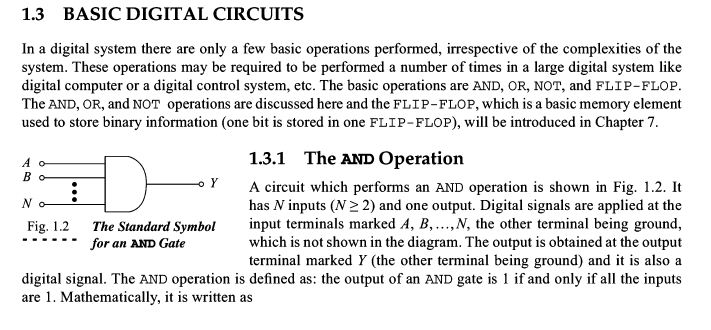 1.3 BASIC DIGITAL CIRCUITS
In a digital system there are only a few basic operations performed, irrespective of the complexities of the
system. These operations may be required to be performed a number of times in a large digital system like
digital computer or a digital control system, etc. The basic operations are AND, OR, NOT, and FLIP-FLOP.
The AND, OR, and NOT operations are discussed here and the FLIP-FLOP, which is a basic memory element
used to store binary information (one bit is stored in one FLIP-FLOP), will be introduced in Chapter 7.
A
B
N
Y
Fig. 1.2 The Standard Symbol
for an AND Gate
1.3.1 The AND Operation
A circuit which performs an AND operation is shown in Fig. 1.2. It
has N inputs (N ≥ 2) and one output. Digital signals are applied at the
input terminals marked A, B,...,N, the other terminal being ground,
which is not shown in the diagram. The output is obtained at the output
terminal marked Y (the other terminal being ground) and it is also a
digital signal. The AND operation is defined as: the output of an AND gate is 1 if and only if all the inputs
are 1. Mathematically, it is written as